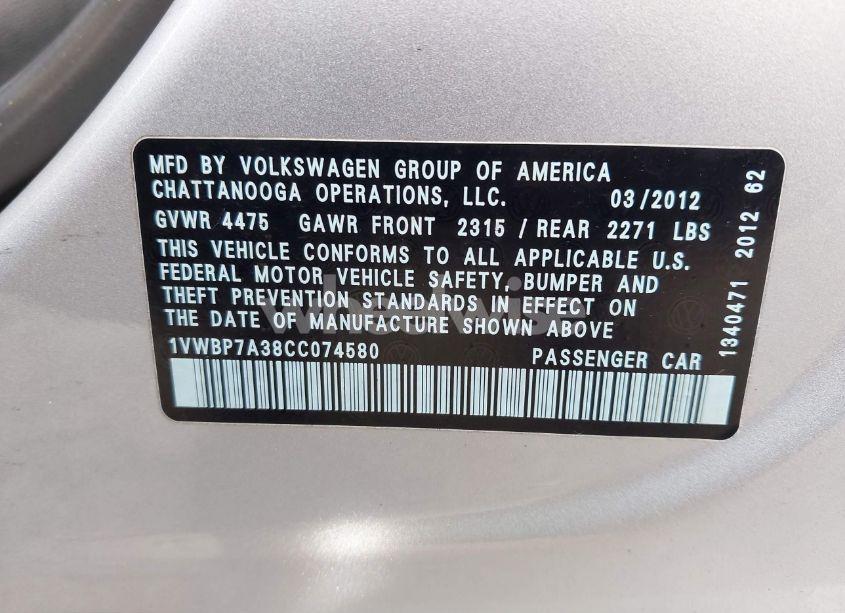 MFD BY VOLKSWAGEN GROUP OF AMERICA
CHATTANOOGA OPERATIONS, LLC. 03/2012
GVWR 4475 GAWR FRONT 2315 / REAR 2271 LBS
THIS VEHICLE CONFORMS TO ALL APPLICABLE U.S.
FEDERAL MOTOR VEHICLE SAFETY, BUMPER AND
THEFT PREVENTION STANDARDS IN EFFECT ON
THE DATE OF MANUFACTURE SHOWN ABOVE
1VWBP7A38CC074580 PASSENGER CAR
1340471 2012 62
wheelwise